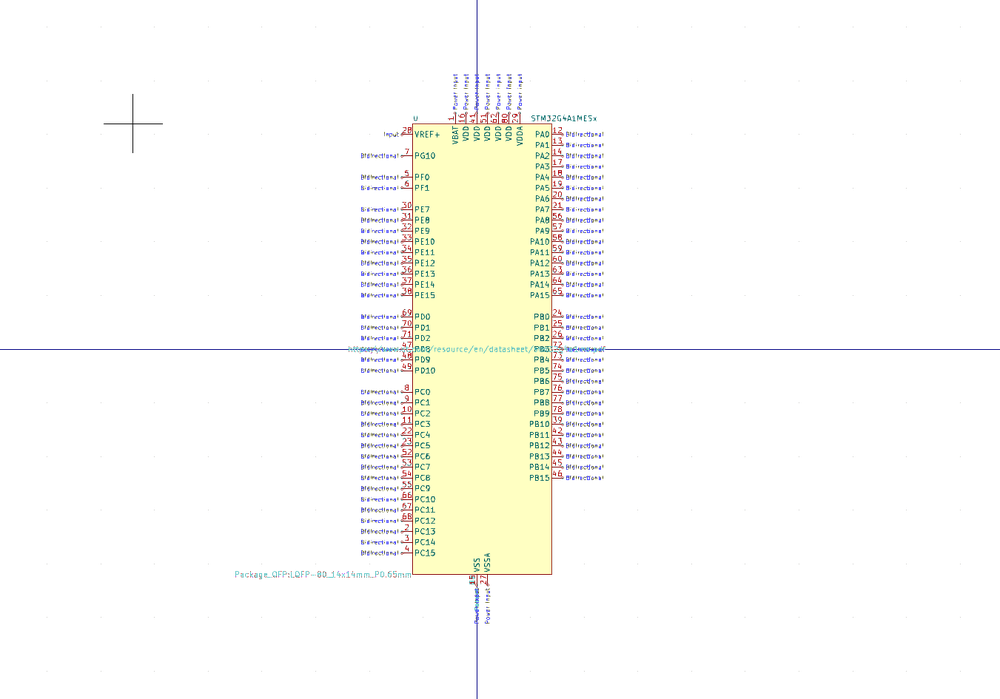 U
STM32G4A1MESx
Power Input Power Input Power Input Power Input Power Input Power Input Power Input
1 16 41 51 62 80 29
VBAT VDD VDD VDD VDD VDD VDDA
Input 28 VREF+
Bidirectional 7 PG10
Bidirectional 5 PF0
Bidirectional 6 PF1
Bidirectional 30 PE7
Bidirectional 31 PE8
Bidirectional 32 PE9
Bidirectional 33 PE10
Bidirectional 34 PE11
Bidirectional 35 PE12
Bidirectional 36 PE13
Bidirectional 37 PE14
Bidirectional 38 PE15
Bidirectional 69 PD0
Bidirectional 70 PD1
Bidirectional 71 PD2
47 PD8
Bidirectional 48 PD9
Bidirectional 49 PD10
Bidirectional 8 PC0
Bidirectional 9 PC1
Bidirectional 10 PC2
Bidirectional 11 PC3
Bidirectional 22 PC4
Bidirectional 23 PC5
Bidirectional 52 PC6
Bidirectional 53 PC7
Bidirectional 54 PC8
Bidirectional 55 PC9
Bidirectional 66 PC10
Bidirectional 67 PC11
Bidirectional 68 PC12
Bidirectional 2 PC13
Bidirectional 3 PC14
Bidirectional 4 PC15
PA0 12 Bidirectional
PA1 13 Bidirectional
PA2 14 Bidirectional
PA3 17 Bidirectional
PA4 18 Bidirectional
PA5 19 Bidirectional
PA6 20 Bidirectional
PA7 21 Bidirectional
PA8 56 Bidirectional
PA9 57 Bidirectional
PA10 58 Bidirectional
PA11 59 Bidirectional
PA12 60 Bidirectional
PA13 63 Bidirectional
PA14 64 Bidirectional
PA15 65 Bidirectional
PB0 24 Bidirectional
PB1 25 Bidirectional
PB2 26 Bidirectional
PB3 72
PB4 73 Bidirectional
PB5 74 Bidirectional
PB6 75 Bidirectional
PB7 76 Bidirectional
PB8 77 Bidirectional
PB9 78 Bidirectional
PB10 39 Bidirectional
PB11 42 Bidirectional
PB12 43 Bidirectional
PB13 44 Bidirectional
PB14 45 Bidirectional
PB15 46 Bidirectional
/resource/en/datasheet/
VSS VSSA
15 27
Power Input Power Input
Package_QFP:LQFP-80_14x14mm_P0.65mm